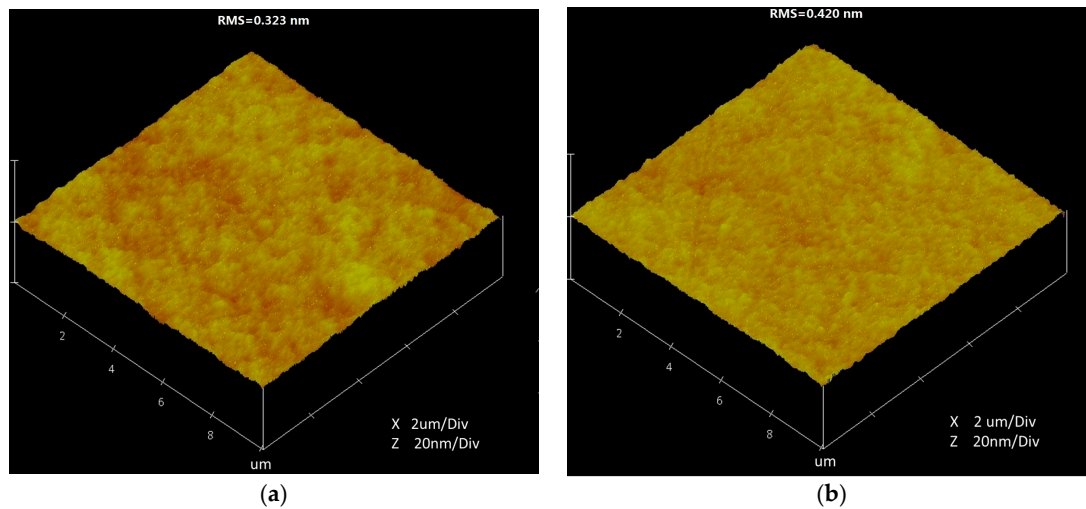 RMS=0.323 nm
2
4
6
8
um
X 2um/Div
Z 20nm/Div
(a)
RMS=0.420 nm
2
4
6
8
um
X 2 um/Div
Z 20nm/Div
(b)